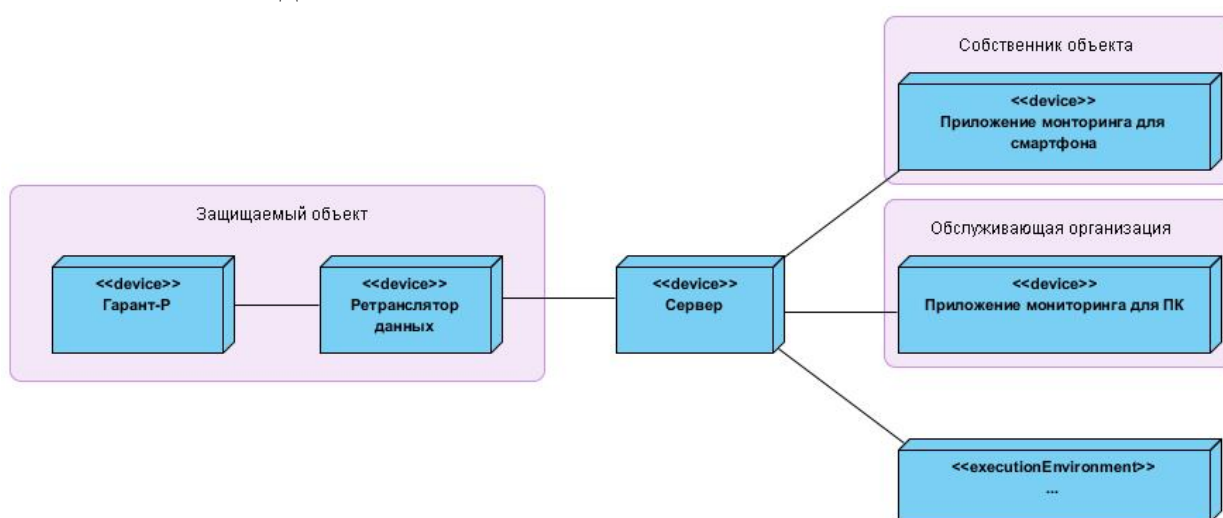 Собственник объекта
<<device>>
Приложение монторинга для
смартфона
Защищаемый объект
<<device>>
Гарант-Р
<<device>>
Ретранслятор
данных
<<device>>
Сервер
Обслуживающая организация
<<device>>
Приложение мониторинга для ПК
<<executionEnvironment>>
...